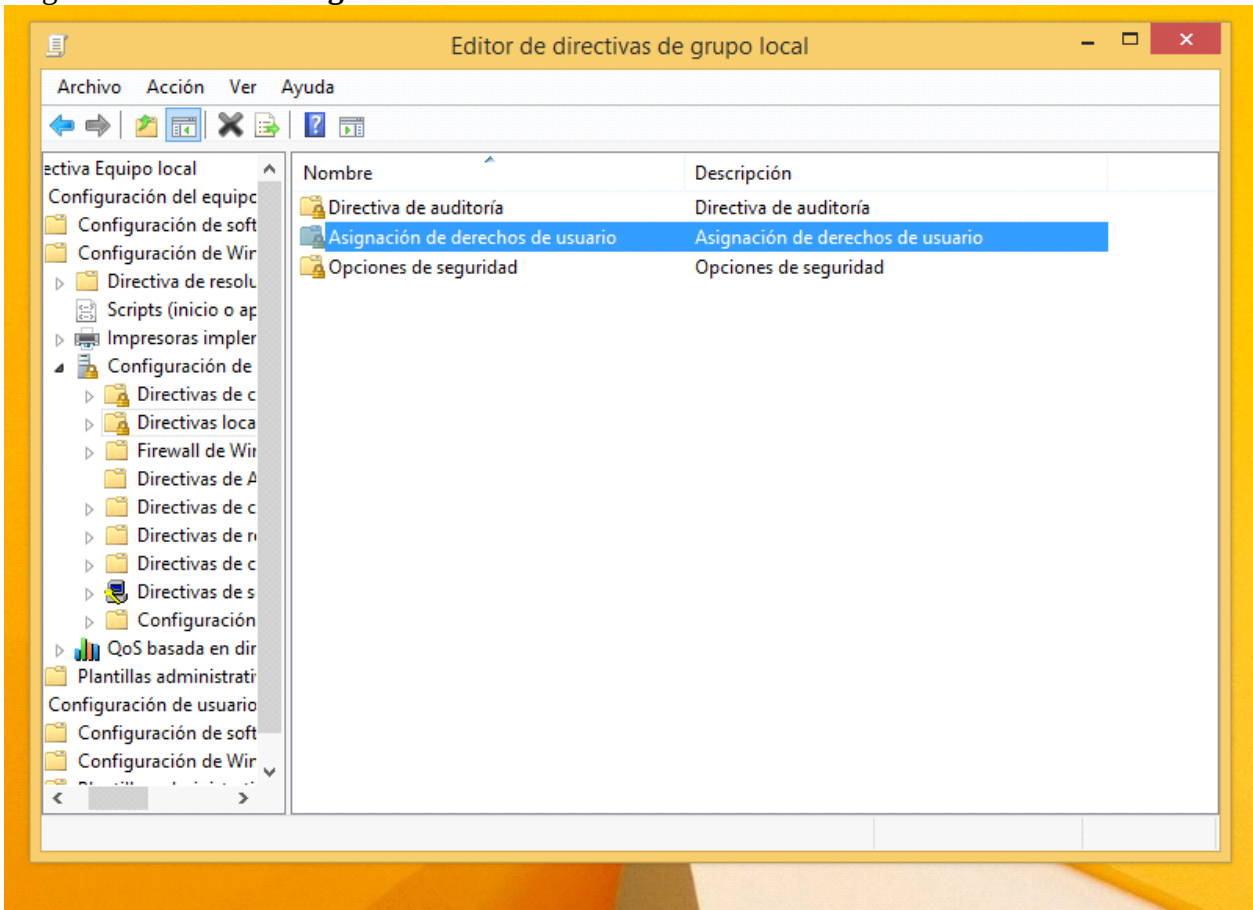 Editor de directivas de grupo local
Archivo Acción Ver Ayuda
ectiva Equipo local
Configuración del equipo
Configuración de soft
Configuración de Win
Directiva de resolu
Scripts (inicio o ap
Impresoras impler
Configuración de
Directivas de c
Directivas loca
Firewall de Win
Directivas de A
Directivas de c
Directivas de r
Directivas de c
Directivas de s
Configuración
QoS basada en dir
Plantillas administrati
Configuración de usuario
Configuración de soft
Configuración de Win
Nombre Descripción
Directiva de auditoría Directiva de auditoría
Asignación de derechos de usuario Asignación de derechos de usuario
Opciones de seguridad Opciones de seguridad